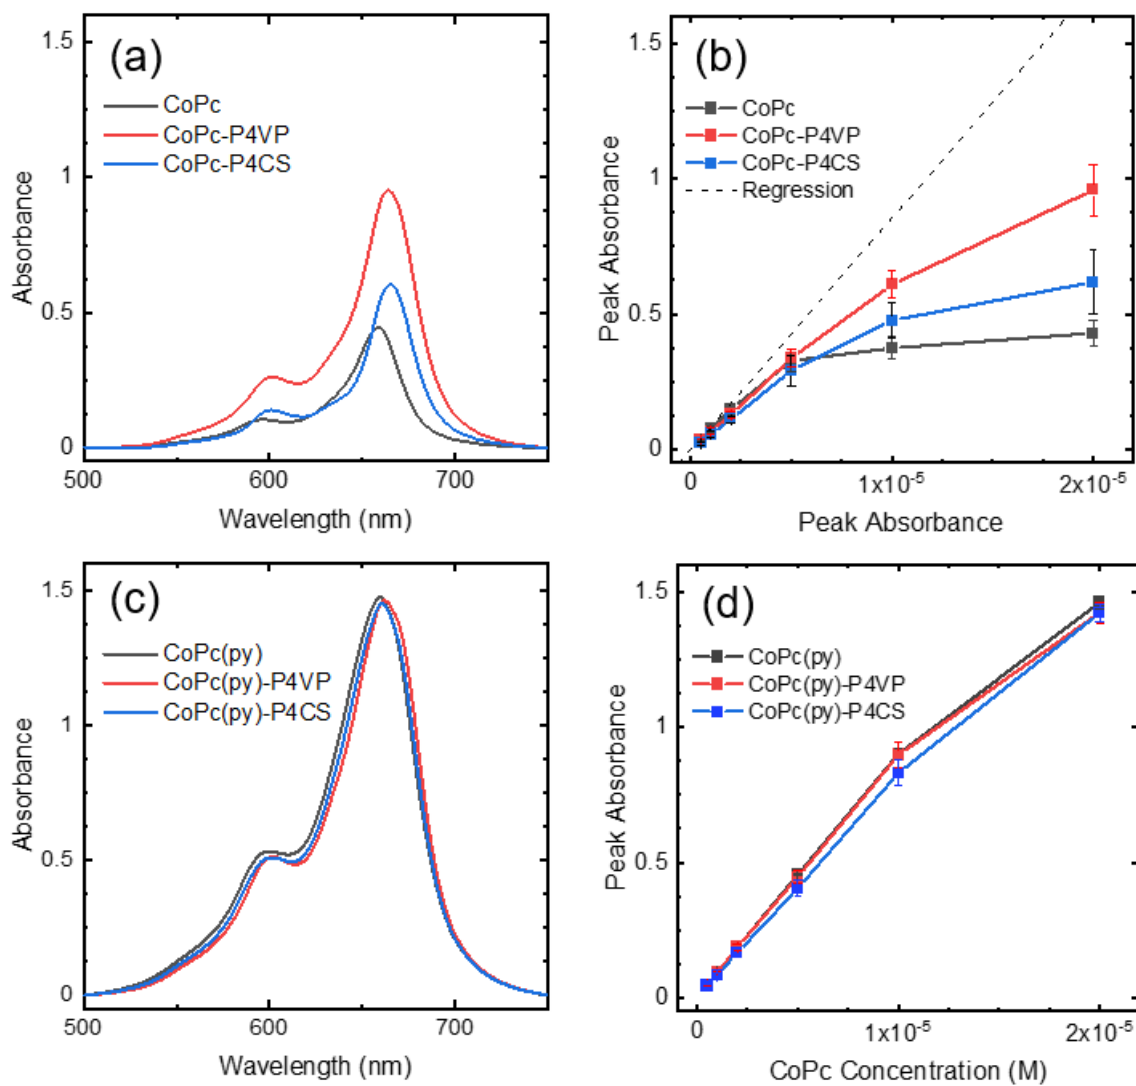 (a)
CoPc
CoPc-P4VP
CoPc-P4CS
1.5
1
0.5
0
500
600
700
Absorbance
Wavelength (nm)
(b)
CoPc
CoPc-P4VP
CoPc-P4CS
Regression
1.5
1
0.5
0
0
1x10⁻⁵
2x10⁻⁵
Peak Absorbance
Peak Absorbance
(c)
CoPc(py)
CoPc(py)-P4VP
CoPc(py)-P4CS
1.5
1
0.5
0
500
600
700
Absorbance
Wavelength (nm)
(d)
CoPc(py)
CoPc(py)-P4VP
CoPc(py)-P4CS
1.5
1
0.5
0
0
1x10⁻⁵
2x10⁻⁵
Peak Absorbance
CoPc Concentration (M)